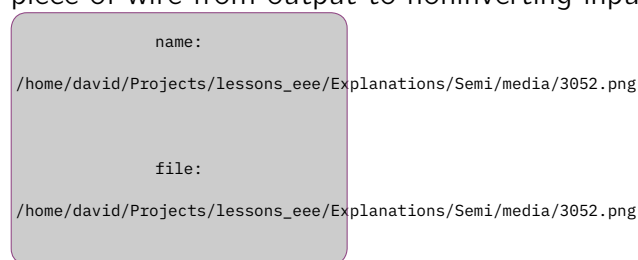 piece of wire from output to noninverting inpu
name:
/home/david/Projects/lessons_eee/Explanations/Semi/media/3052.png
file:
/home/david/Projects/lessons_eee/Explanations/Semi/media/3052.png